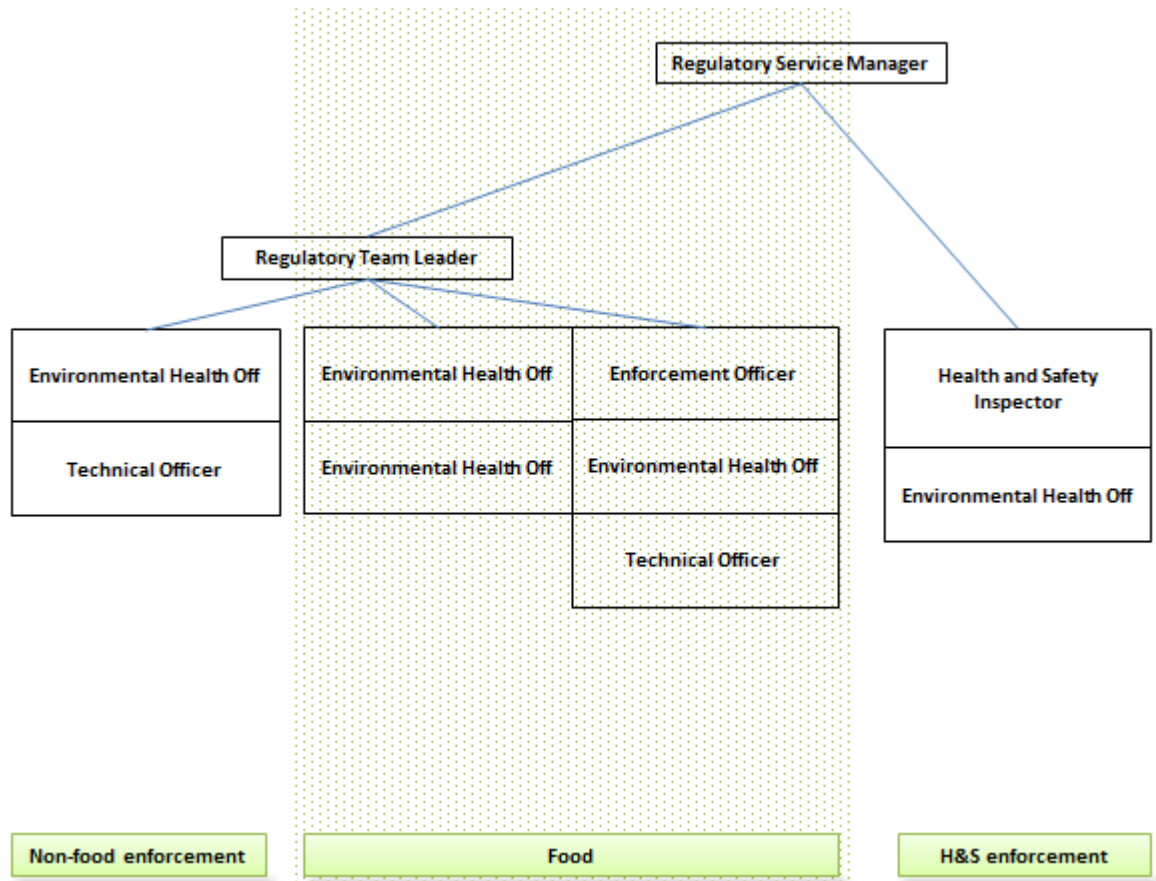 Regulatory Service Manager
Regulatory Team Leader
Environmental Health Off
Technical Officer
Environmental Health Off
Environmental Health Off
Enforcement Officer
Environmental Health Off
Technical Officer
Health and Safety
Inspector
Environmental Health Off
Non-food enforcement
Food
H&S enforcement